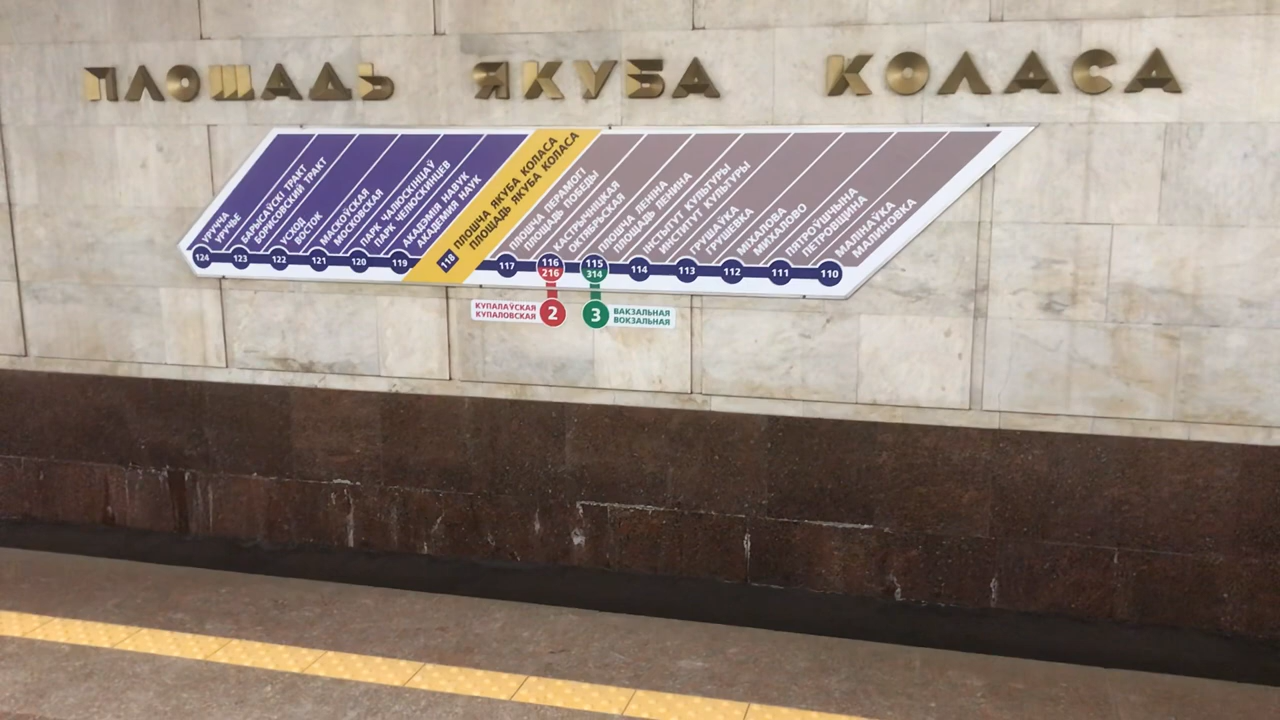 ПЛОЩАДЬ ЯКУБА КОЛАСА
УРУЧЧА
УРУЧЬЕ
124
БАРЫСАЎСКІ ТРАКТ
БОРИСОВСКИЙ ТРАКТ
123
УСХОД
ВОСТОК
122
МАСКОЎСКАЯ
МОСКОВСКАЯ
121
ПАРК ЧАЛЮСКІНЦАЎ
ПАРК ЧЕЛЮСКИНЦЕВ
120
АКАДЭМІЯ НАВУК
АКАДЕМИЯ НАУК
119
ПЛОШЧА ЯКУБА КОЛАСА
ПЛОЩАДЬ ЯКУБА КОЛАСА
118
ПЛОШЧА ПЕРАМОГІ
ПЛОЩАДЬ ПОБЕДЫ
117
КАСТРЫЧНІЦКАЯ
ОКТЯБРЬСКАЯ
116
216
ПЛОШЧА ЛЕНІНА
ПЛОЩАДЬ ЛЕНИНА
115
314
ІНСТЫТУТ КУЛЬТУРЫ
ИНСТИТУТ КУЛЬТУРЫ
114
ГРУШАЎКА
ГРУШЕВКА
113
МІХАЛОВА
МИХАЛОВО
112
ПЯТРОЎШЧЫНА
ПЕТРОВЩИНА
111
МАЛІНАЎКА
МАЛИНОВКА
110
КУПАЛАЎСКАЯ
КУПАЛОВСКАЯ
2
3
ВАКЗАЛЬНАЯ
ВОКЗАЛЬНАЯ